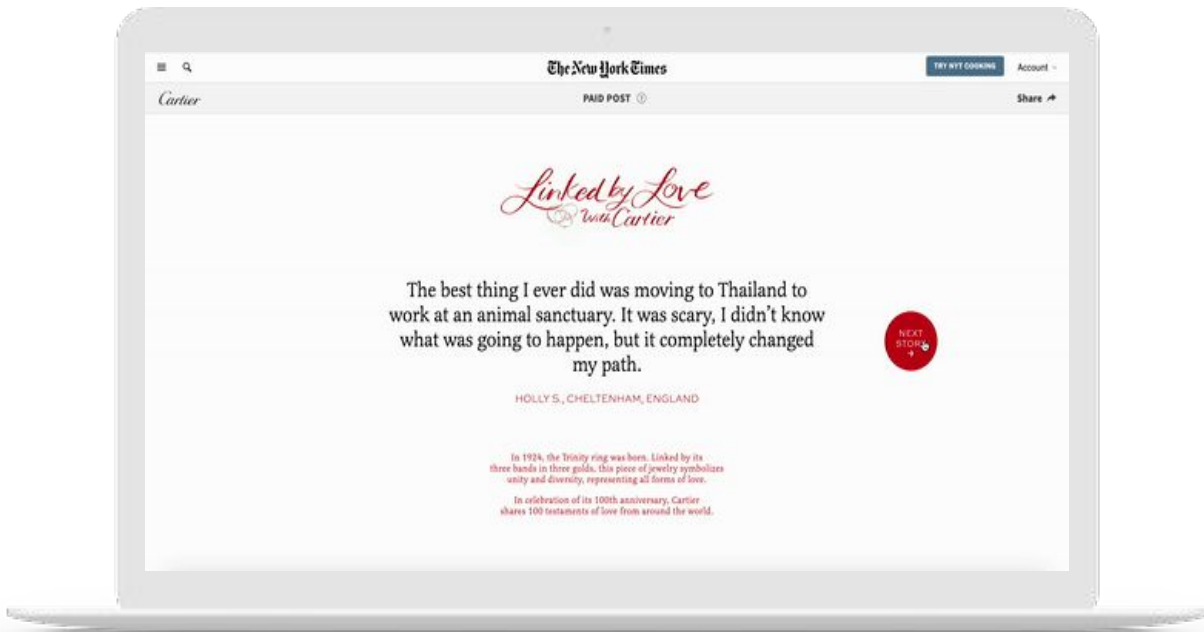 The New York Times
TRY NYT COOKING
Account
Cartier
PAID POST ?
Share
Linked by Love
With Cartier
The best thing I ever did was moving to Thailand to
work at an animal sanctuary. It was scary, I didn’t know
what was going to happen, but it completely changed
my path.
NEXT
STORY
→
HOLLY S., CHELTENHAM, ENGLAND
In 1924, the Trinity ring was born. Linked by its
three bands in three golds, this piece of jewelry symbolizes
unity and diversity, representing all forms of love.
In celebration of its 100th anniversary, Cartier
shares 100 testaments of love from around the world.